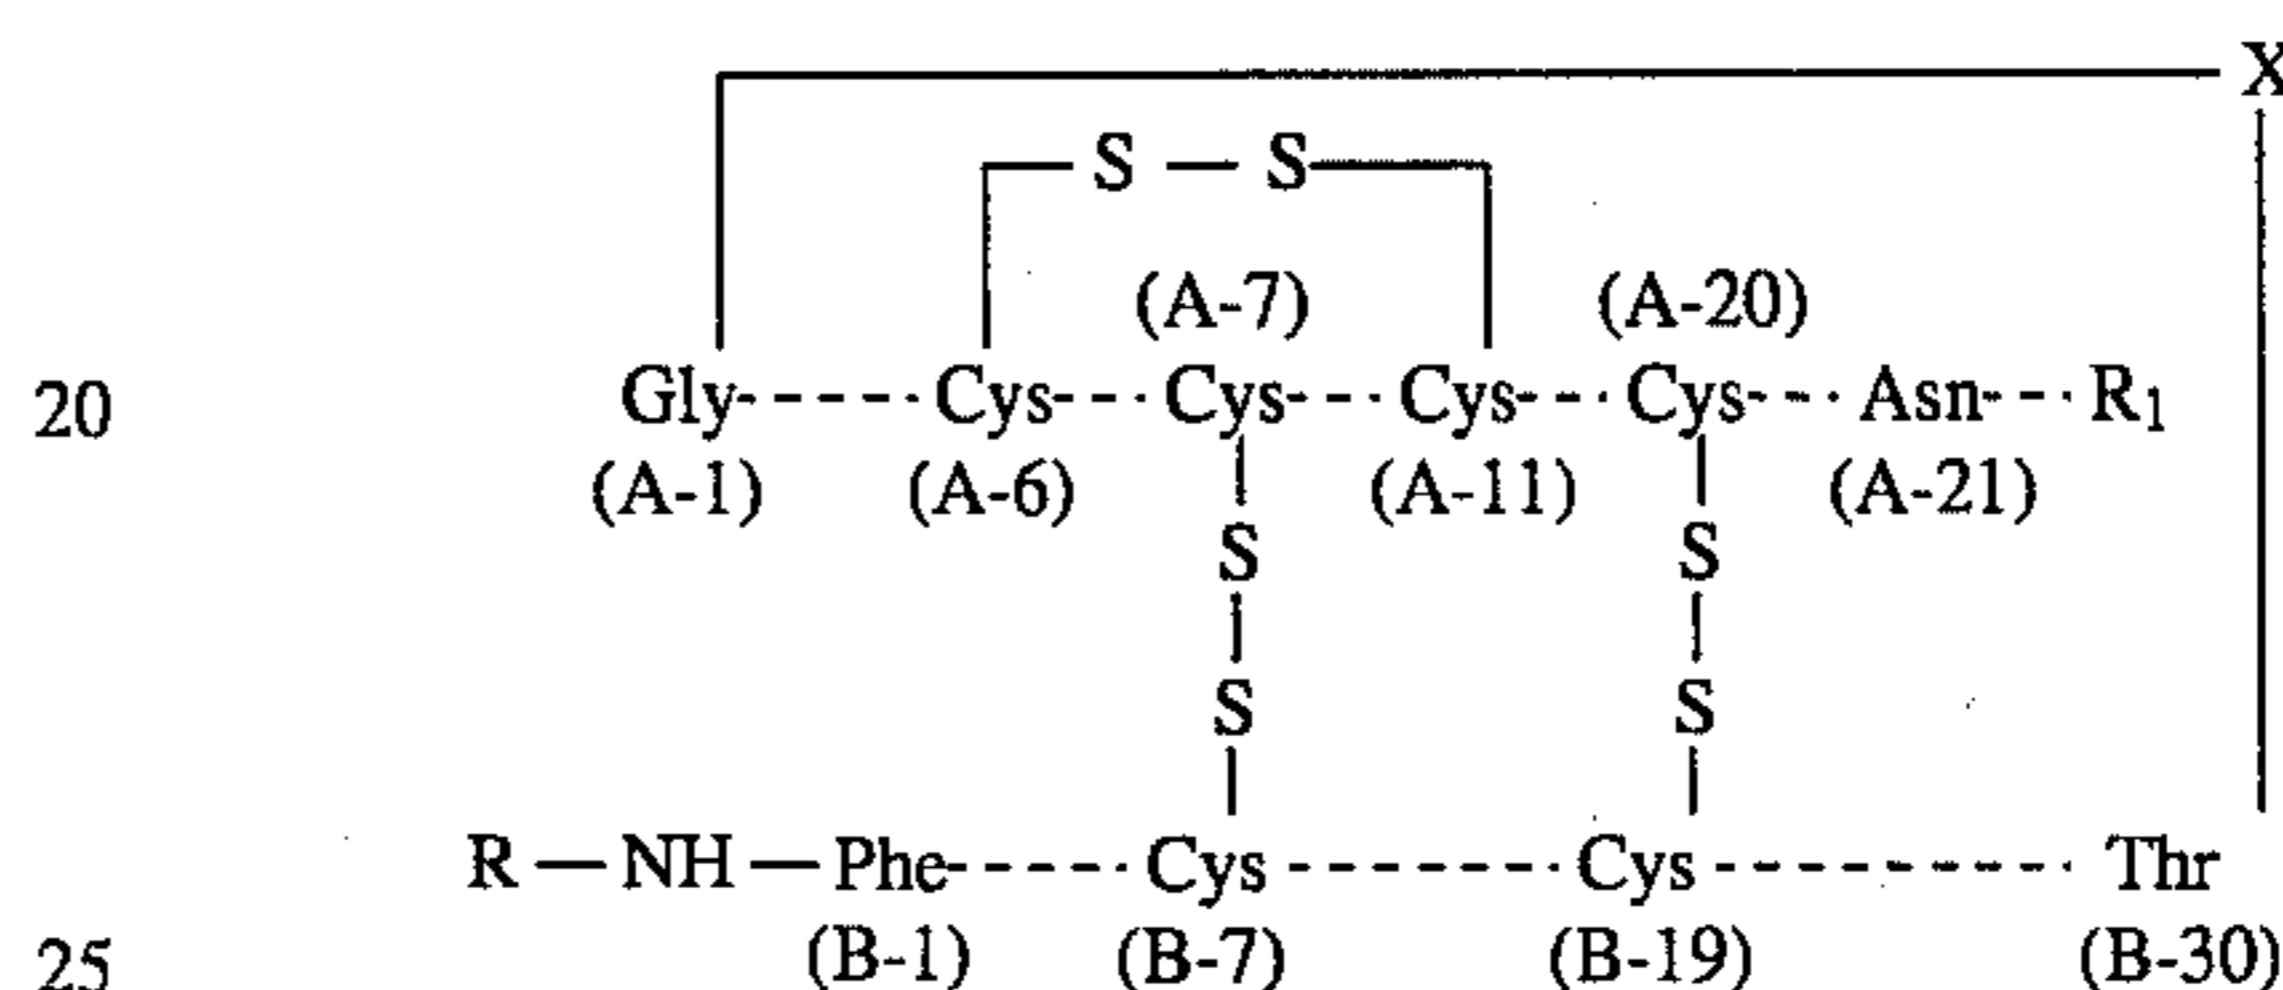 X
S — S
(A-7) (A-20)
20 Gly-----Cys---Cys---Cys---Cys---Asn---R₁
(A-1) (A-6) (A-11) (A-21)
S S
S S
R—NH—Phe-----Cys-------Cys---------Thr
25 (B-1) (B-7) (B-19) (B-30)